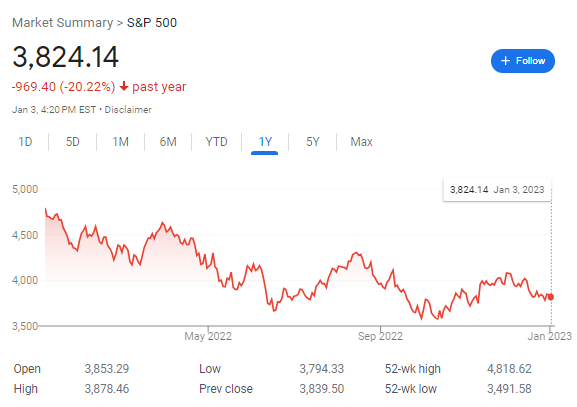 Market Summary > S&P 500
3,824.14
+ Follow
-969.40 (-20.22%) ↓ past year
Jan 3, 4:20 PM EST • Disclaimer
1D 5D 1M 6M YTD 1Y 5Y Max
3,824.14 Jan 3, 2023
5,000
4,500
4,000
3,500
May 2022 Sep 2022 Jan 2023
Open 3,853.29 Low 3,794.33 52-wk high 4,818.62
High 3,878.46 Prev close 3,839.50 52-wk low 3,491.58